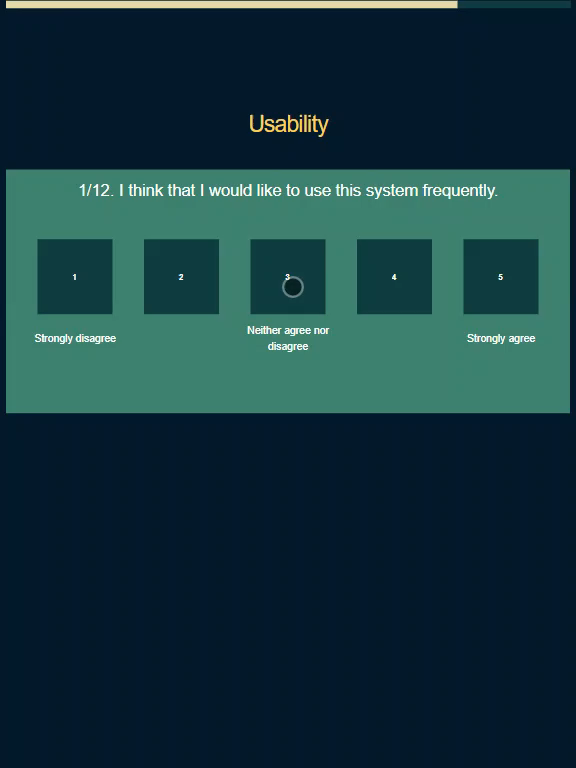 Usability
1/12. I think that I would like to use this system frequently.
1 2 3 4 5
Strongly disagree Neither agree nor disagree Strongly agree